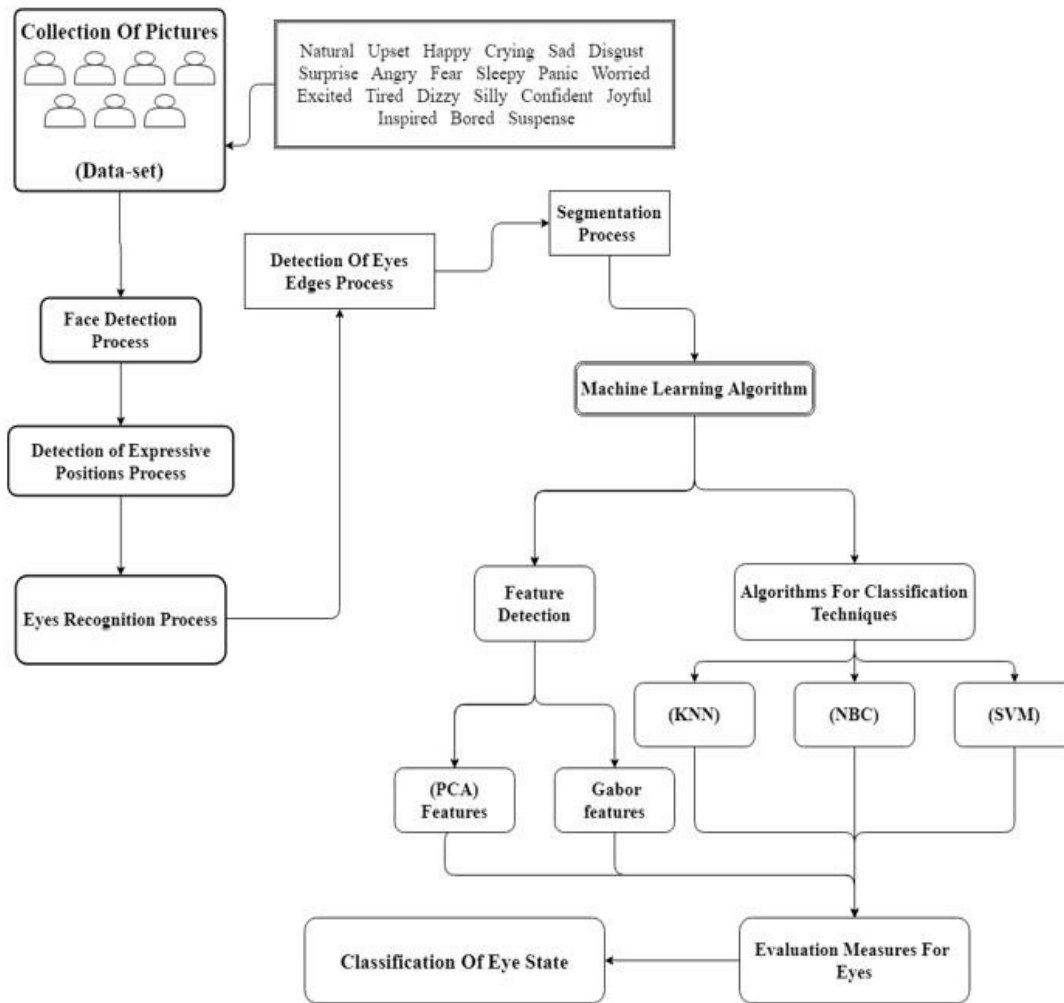 Collection Of Pictures
(Data-set)
Natural Upset Happy Crying Sad Disgust
Surprise Angry Fear Sleepy Panic Worried
Excited Tired Dizzy Silly Confident Joyful
Inspired Bored Suspense
Face Detection
Process
Detection of Expressive
Positions Process
Eyes Recognition Process
Detection Of Eyes
Edges Process
Segmentation
Process
Machine Learning Algorithm
Feature
Detection
Algorithms For Classification
Techniques
(KNN)
(NBC)
(SVM)
(PCA)
Features
Gabor
features
Evaluation Measures For
Eyes
Classification Of Eye State